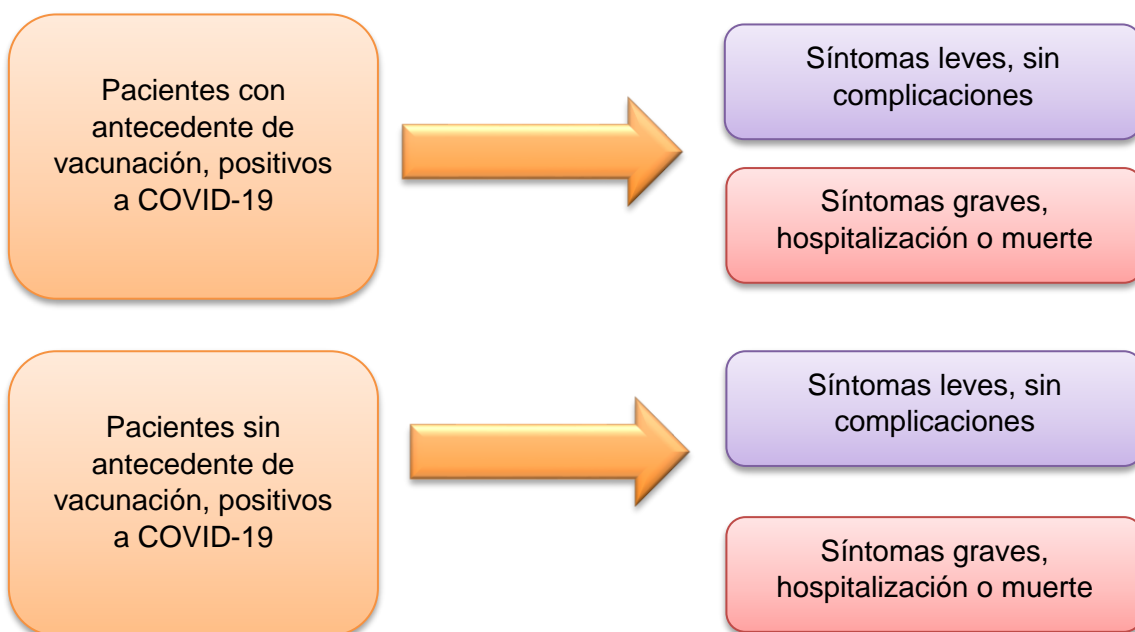 Pacientes con
antecedente de
vacunación, positivos
a COVID-19
Síntomas leves, sin
complicaciones
Síntomas graves,
hospitalización o muerte
Pacientes sin
antecedente de
vacunación, positivos
a COVID-19
Síntomas leves, sin
complicaciones
Síntomas graves,
hospitalización o muerte